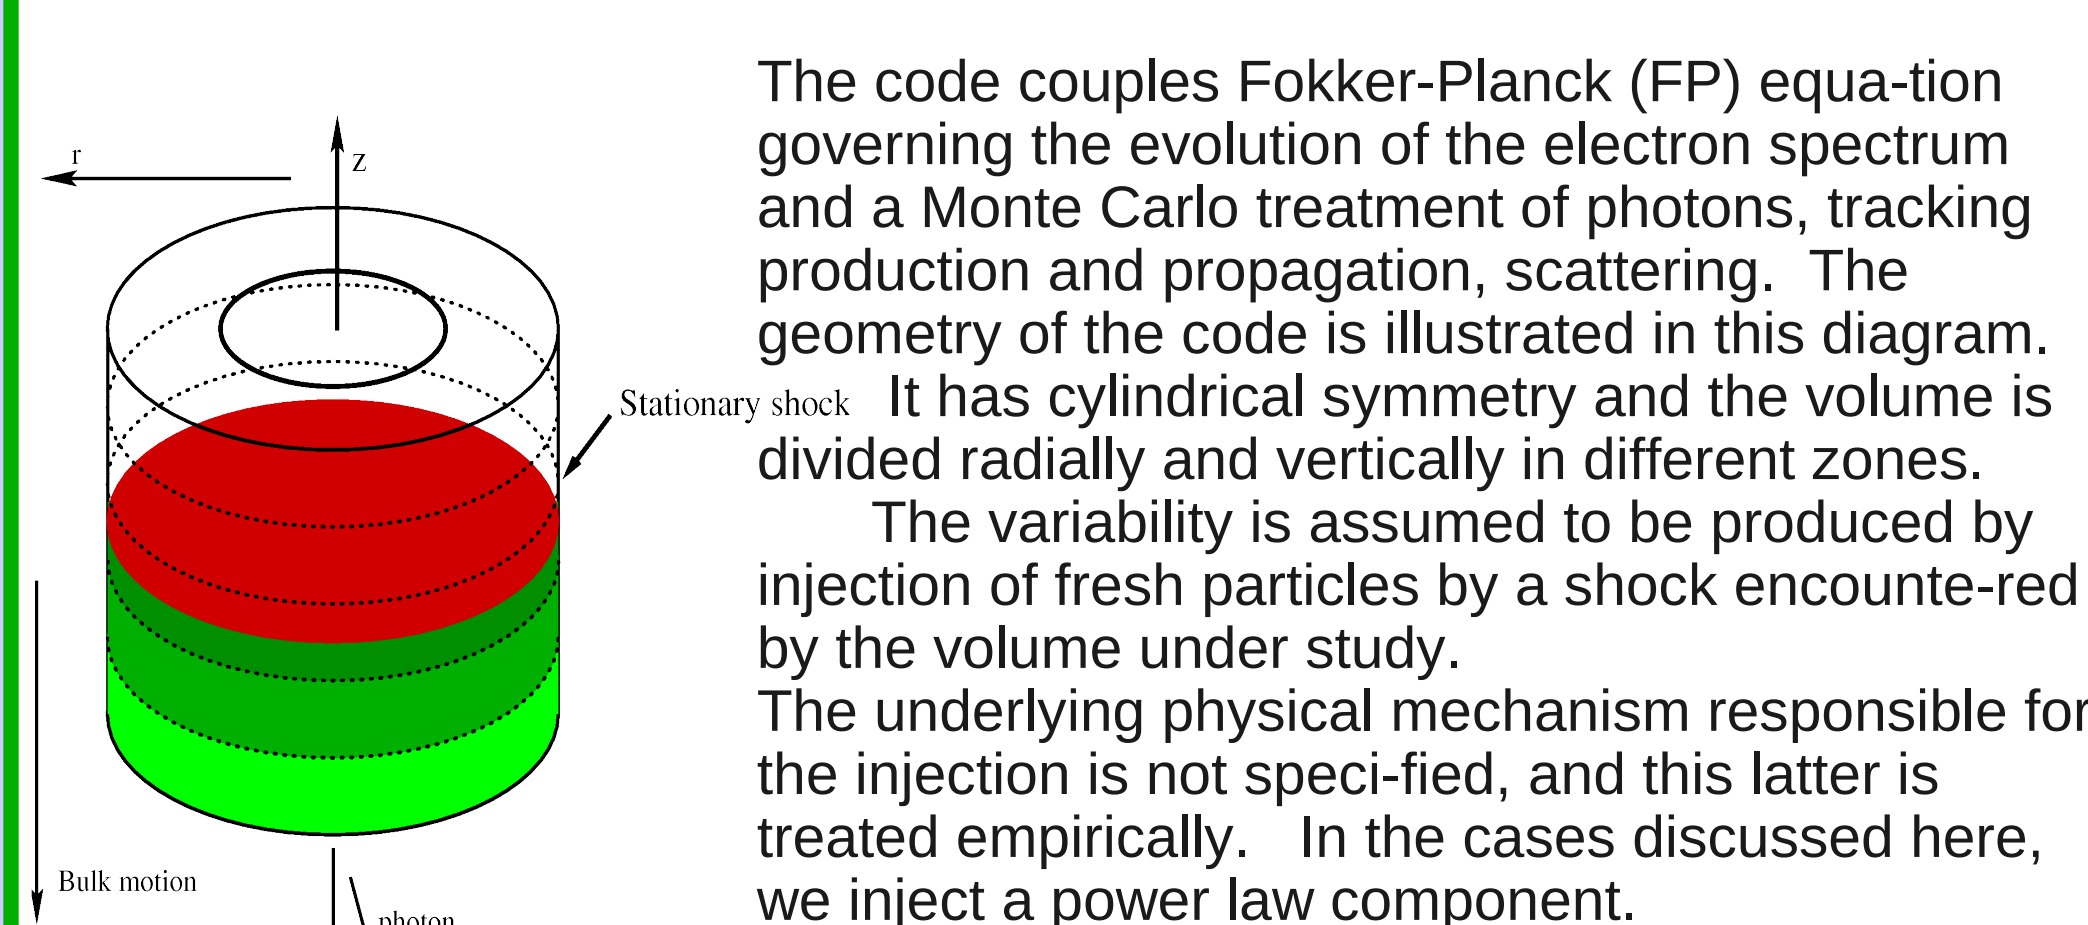 r
z
Stationary shock
Bulk motion
photon
The code couples Fokker-Planck (FP) equa-tion
governing the evolution of the electron spectrum
and a Monte Carlo treatment of photons, tracking
production and propagation, scattering.  The
geometry of the code is illustrated in this diagram.
It has cylindrical symmetry and the volume is
divided radially and vertically in different zones.
The variability is assumed to be produced by
injection of fresh particles by a shock encounte-red
by the volume under study.
The underlying physical mechanism responsible for
the injection is not speci-fied, and this latter is
treated empirically.   In the cases discussed here,
we inject a power law component.